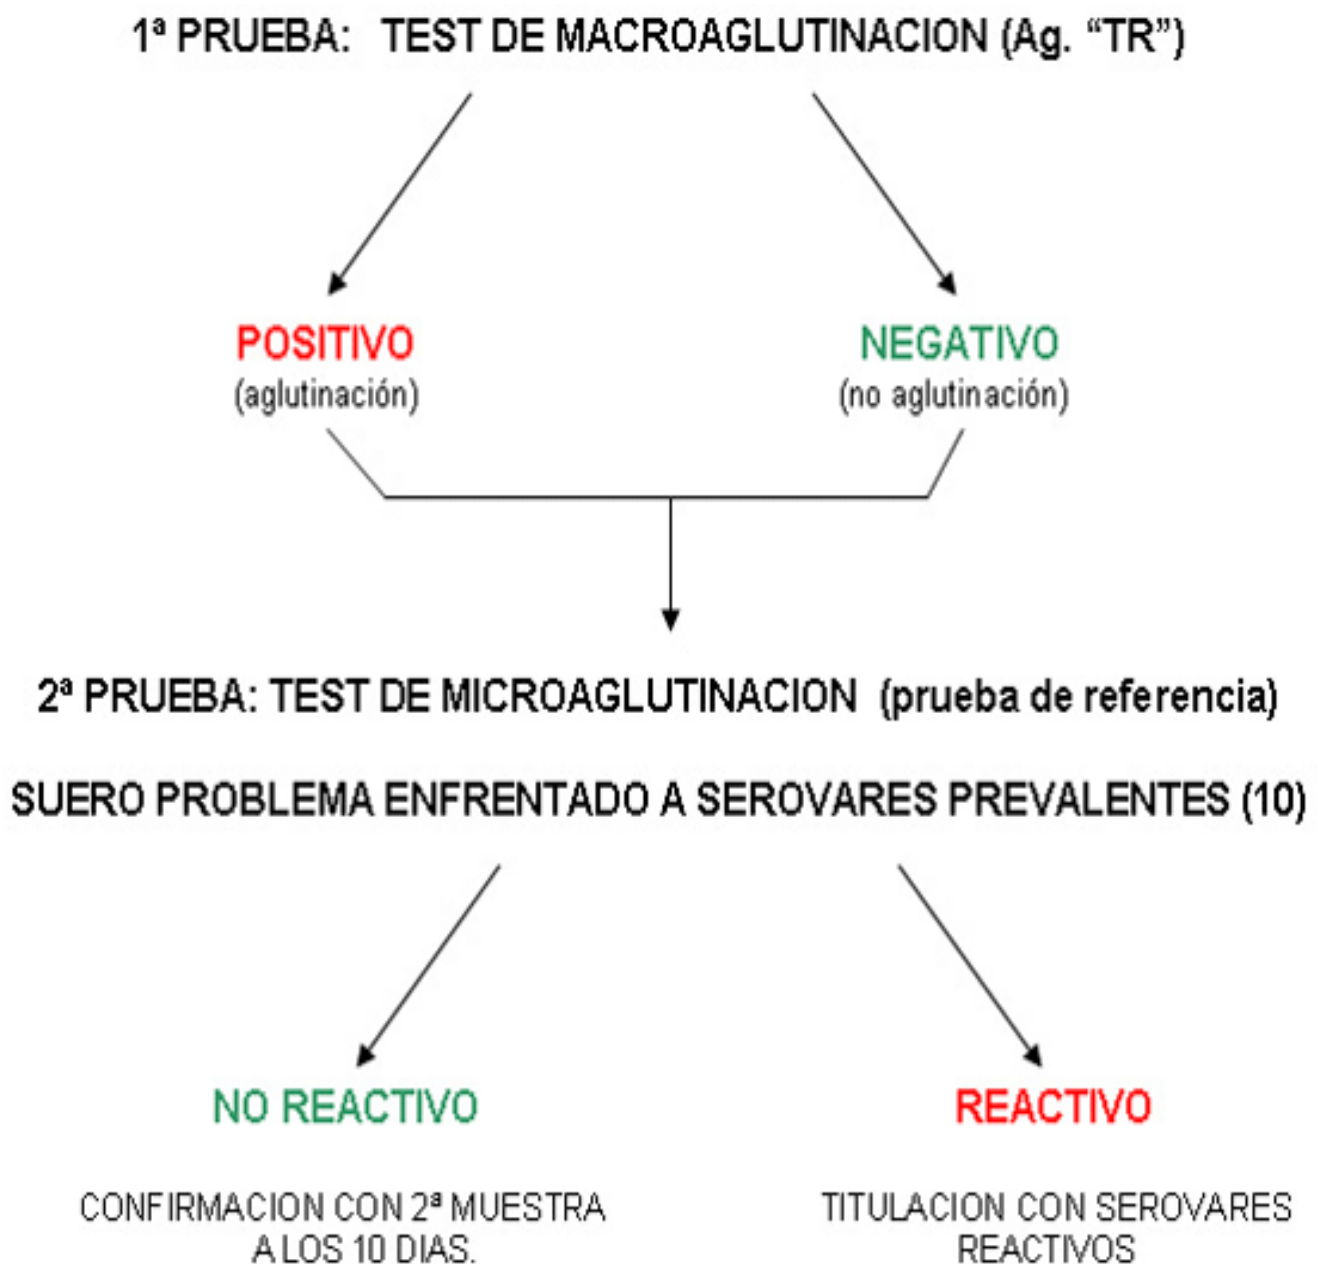 1ª PRUEBA: TEST DE MACROAGLUTINACION (Ag. “TR”)
POSITIVO
(aglutinación)
NEGATIVO
(no aglutinación)
2ª PRUEBA: TEST DE MICROAGLUTINACION (prueba de referencia)
SUERO PROBLEMA ENFRENTADO A SEROVARES PREVALENTES (10)
NO REACTIVO
CONFIRMACION CON 2ª MUESTRA
A LOS 10 DIAS.
REACTIVO
TITULACION CON SEROVARES
REACTIVOS